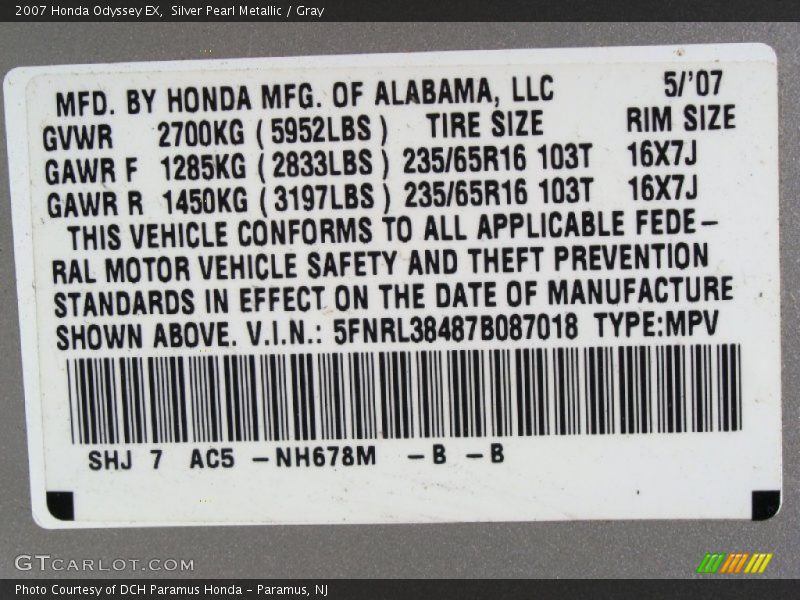 2007 Honda Odyssey EX,  Silver Pearl Metallic / Gray
MFD. BY HONDA MFG. OF ALABAMA, LLC 5/'07
GVWR 2700KG (5952LBS) TIRE SIZE RIM SIZE
GAWR F 1285KG (2833LBS) 235/65R16 103T 16X7J
GAWR R 1450KG (3197LBS) 235/65R16 103T 16X7J
THIS VEHICLE CONFORMS TO ALL APPLICABLE FEDE-
RAL MOTOR VEHICLE SAFETY AND THEFT PREVENTION
STANDARDS IN EFFECT ON THE DATE OF MANUFACTURE
SHOWN ABOVE. V.I.N.: 5FNRL38487B087018 TYPE:MPV
SHJ 7 AC5 -NH678M -B -B
GTCARLOT.COM
Photo Courtesy of DCH Paramus Honda - Paramus, NJ